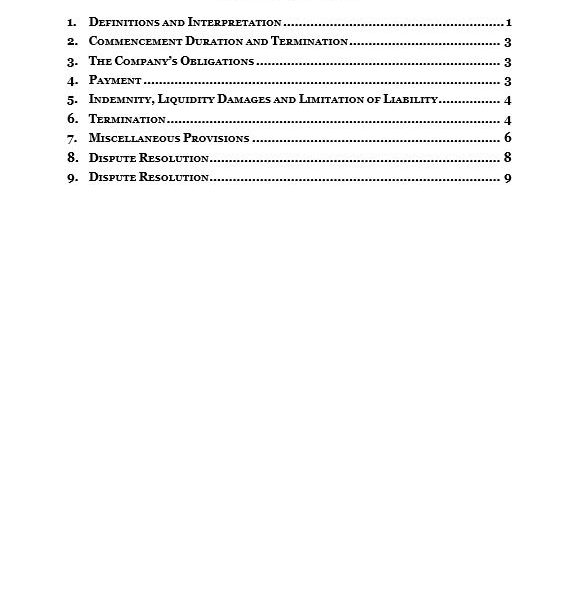 1. Definitions and Interpretation........................................................1
2. Commencement Duration and Termination...................................... 3
3. The Company's Obligations.............................................................. 3
4. Payment.......................................................................................... 3
5. Indemnity, Liquidity Damages and Limitation of Liability............... 4
6. Termination.................................................................................... 4
7. Miscellaneous Provisions............................................................... 6
8. Dispute Resolution......................................................................... 8
9. Dispute Resolution......................................................................... 9